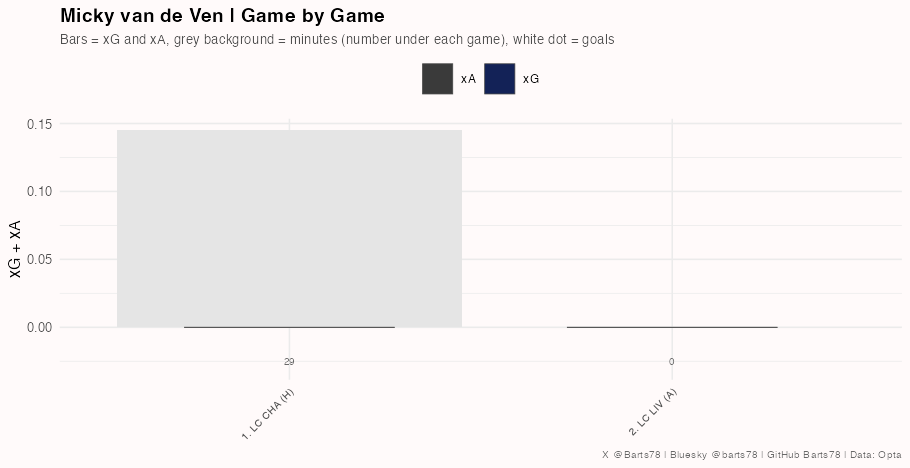 Micky van de Ven | Game by Game
Bars = xG and xA, grey background = minutes (number under each game), white dot = goals
xA xG
xG + xA
0.15
0.10
0.05
0.00
29 0
1. LC CHA (H) 2. LC LIV (A)
X @Barts78 | Bluesky @barts78 | GitHub Barts78 | Data: Opta